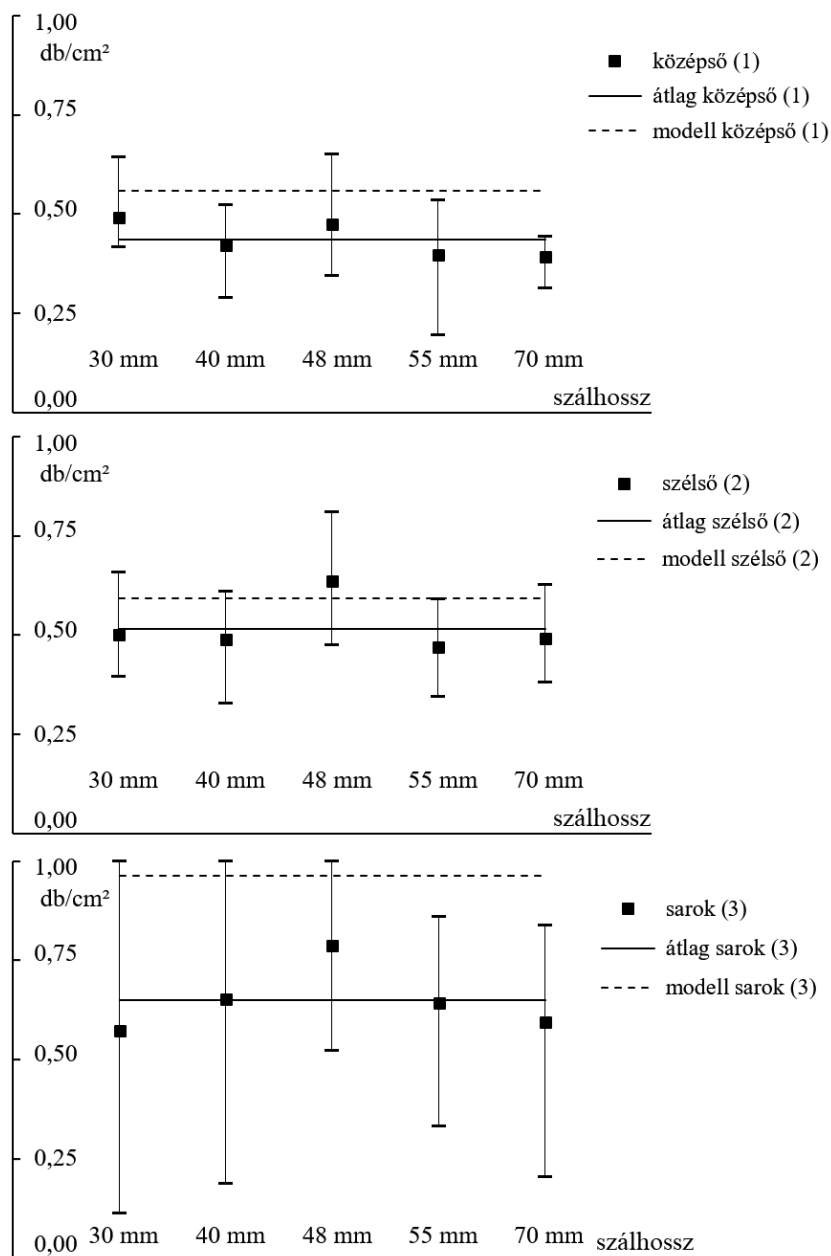 1,00
db/cm²
0,75
0,50
0,25
0,00
30 mm 40 mm 48 mm 55 mm 70 mm
szálhossz
középső (1)
átlag középső (1)
modell középső (1)
1,00
db/cm²
0,75
0,50
0,25
0,00
30 mm 40 mm 48 mm 55 mm 70 mm
szálhossz
szélső (2)
átlag szélső (2)
modell szélső (2)
1,00
db/cm²
0,75
0,50
0,25
0,00
30 mm 40 mm 48 mm 55 mm 70 mm
szálhossz
sarok (3)
átlag sarok (3)
modell sarok (3)